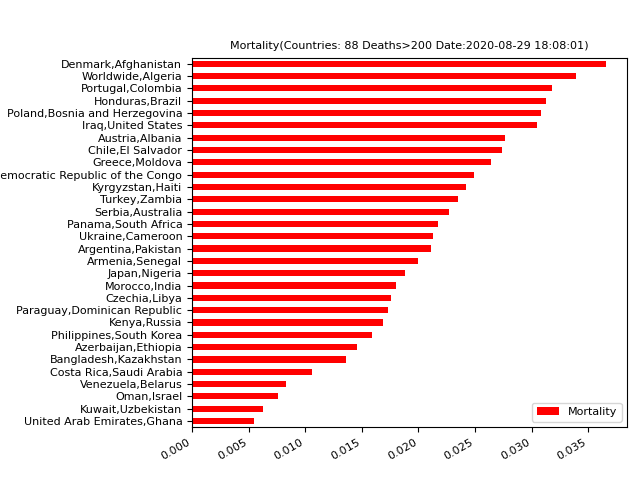 Mortality(Countries: 88 Deaths>200 Date:2020-08-29 18:08:01)
Denmark,Afghanistan
Worldwide,Algeria
Portugal,Colombia
Honduras,Brazil
Poland,Bosnia and Herzegovina
Iraq,United States
Austria,Albania
Chile,El Salvador
Greece,Moldova
emocratic Republic of the Congo
Kyrgyzstan,Haiti
Turkey,Zambia
Serbia,Australia
Panama,South Africa
Ukraine,Cameroon
Argentina,Pakistan
Armenia,Senegal
Japan,Nigeria
Morocco,India
Czechia,Libya
Paraguay,Dominican Republic
Kenya,Russia
Philippines,South Korea
Azerbaijan,Ethiopia
Bangladesh,Kazakhstan
Costa Rica,Saudi Arabia
Venezuela,Belarus
Oman,Israel
Kuwait,Uzbekistan
United Arab Emirates,Ghana
Mortality
0.000 0.005 0.010 0.015 0.020 0.025 0.030 0.035